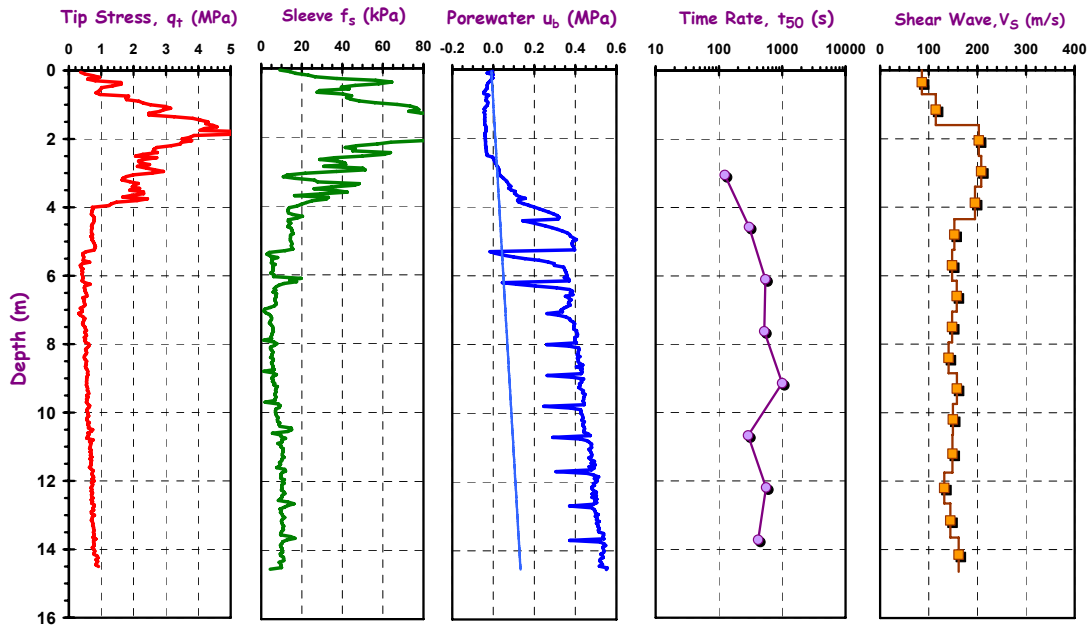 Tip Stress, qt (MPa)
0 1 2 3 4 5
Sleeve fs (kPa)
0 20 40 60 80
Porewater ub (MPa)
-0.2 0.0 0.2 0.4 0.6
Time Rate, t50 (s)
10 100 1000 10000
Shear Wave,VS (m/s)
0 100 200 300 400
Depth (m)
0
2
4
6
8
10
12
14
16